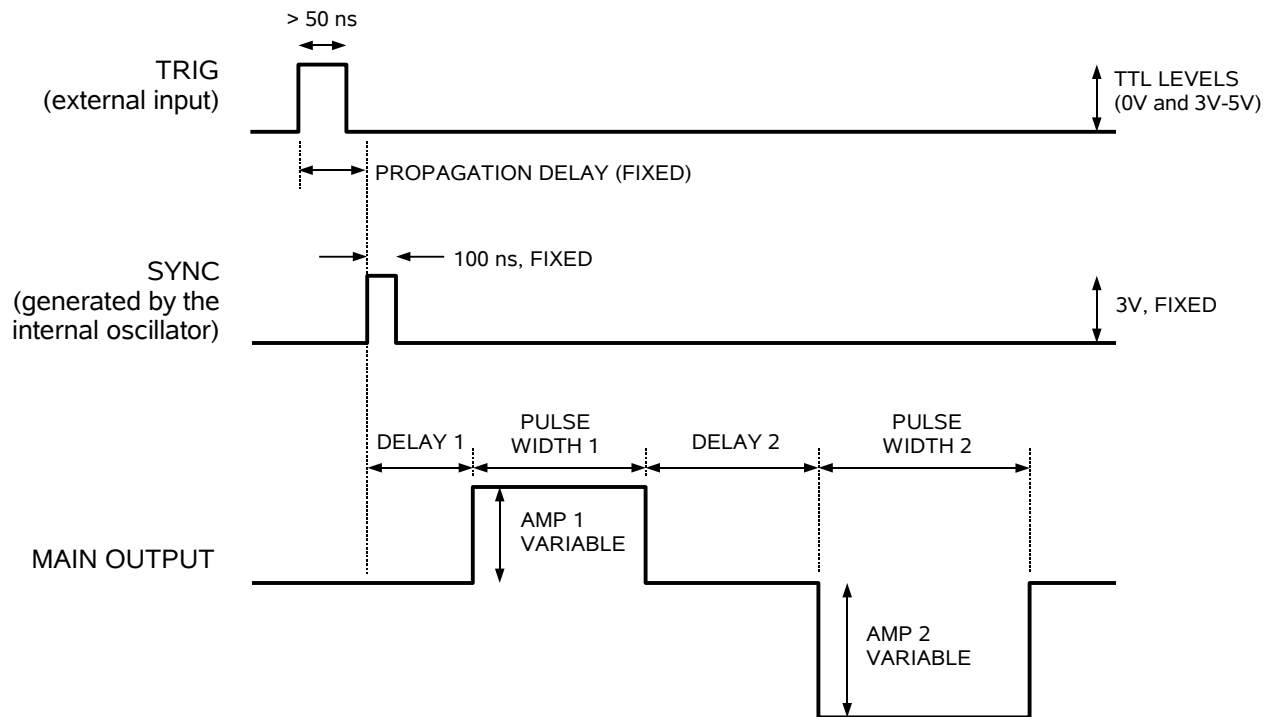 > 50 ns
TRIG
(external input)
TTL LEVELS
(0V and 3V-5V)
PROPAGATION DELAY (FIXED)
SYNC
(generated by the
internal oscillator)
100 ns, FIXED
3V, FIXED
DELAY 1
PULSE
WIDTH 1
DELAY 2
PULSE
WIDTH 2
MAIN OUTPUT
AMP 1
VARIABLE
AMP 2
VARIABLE